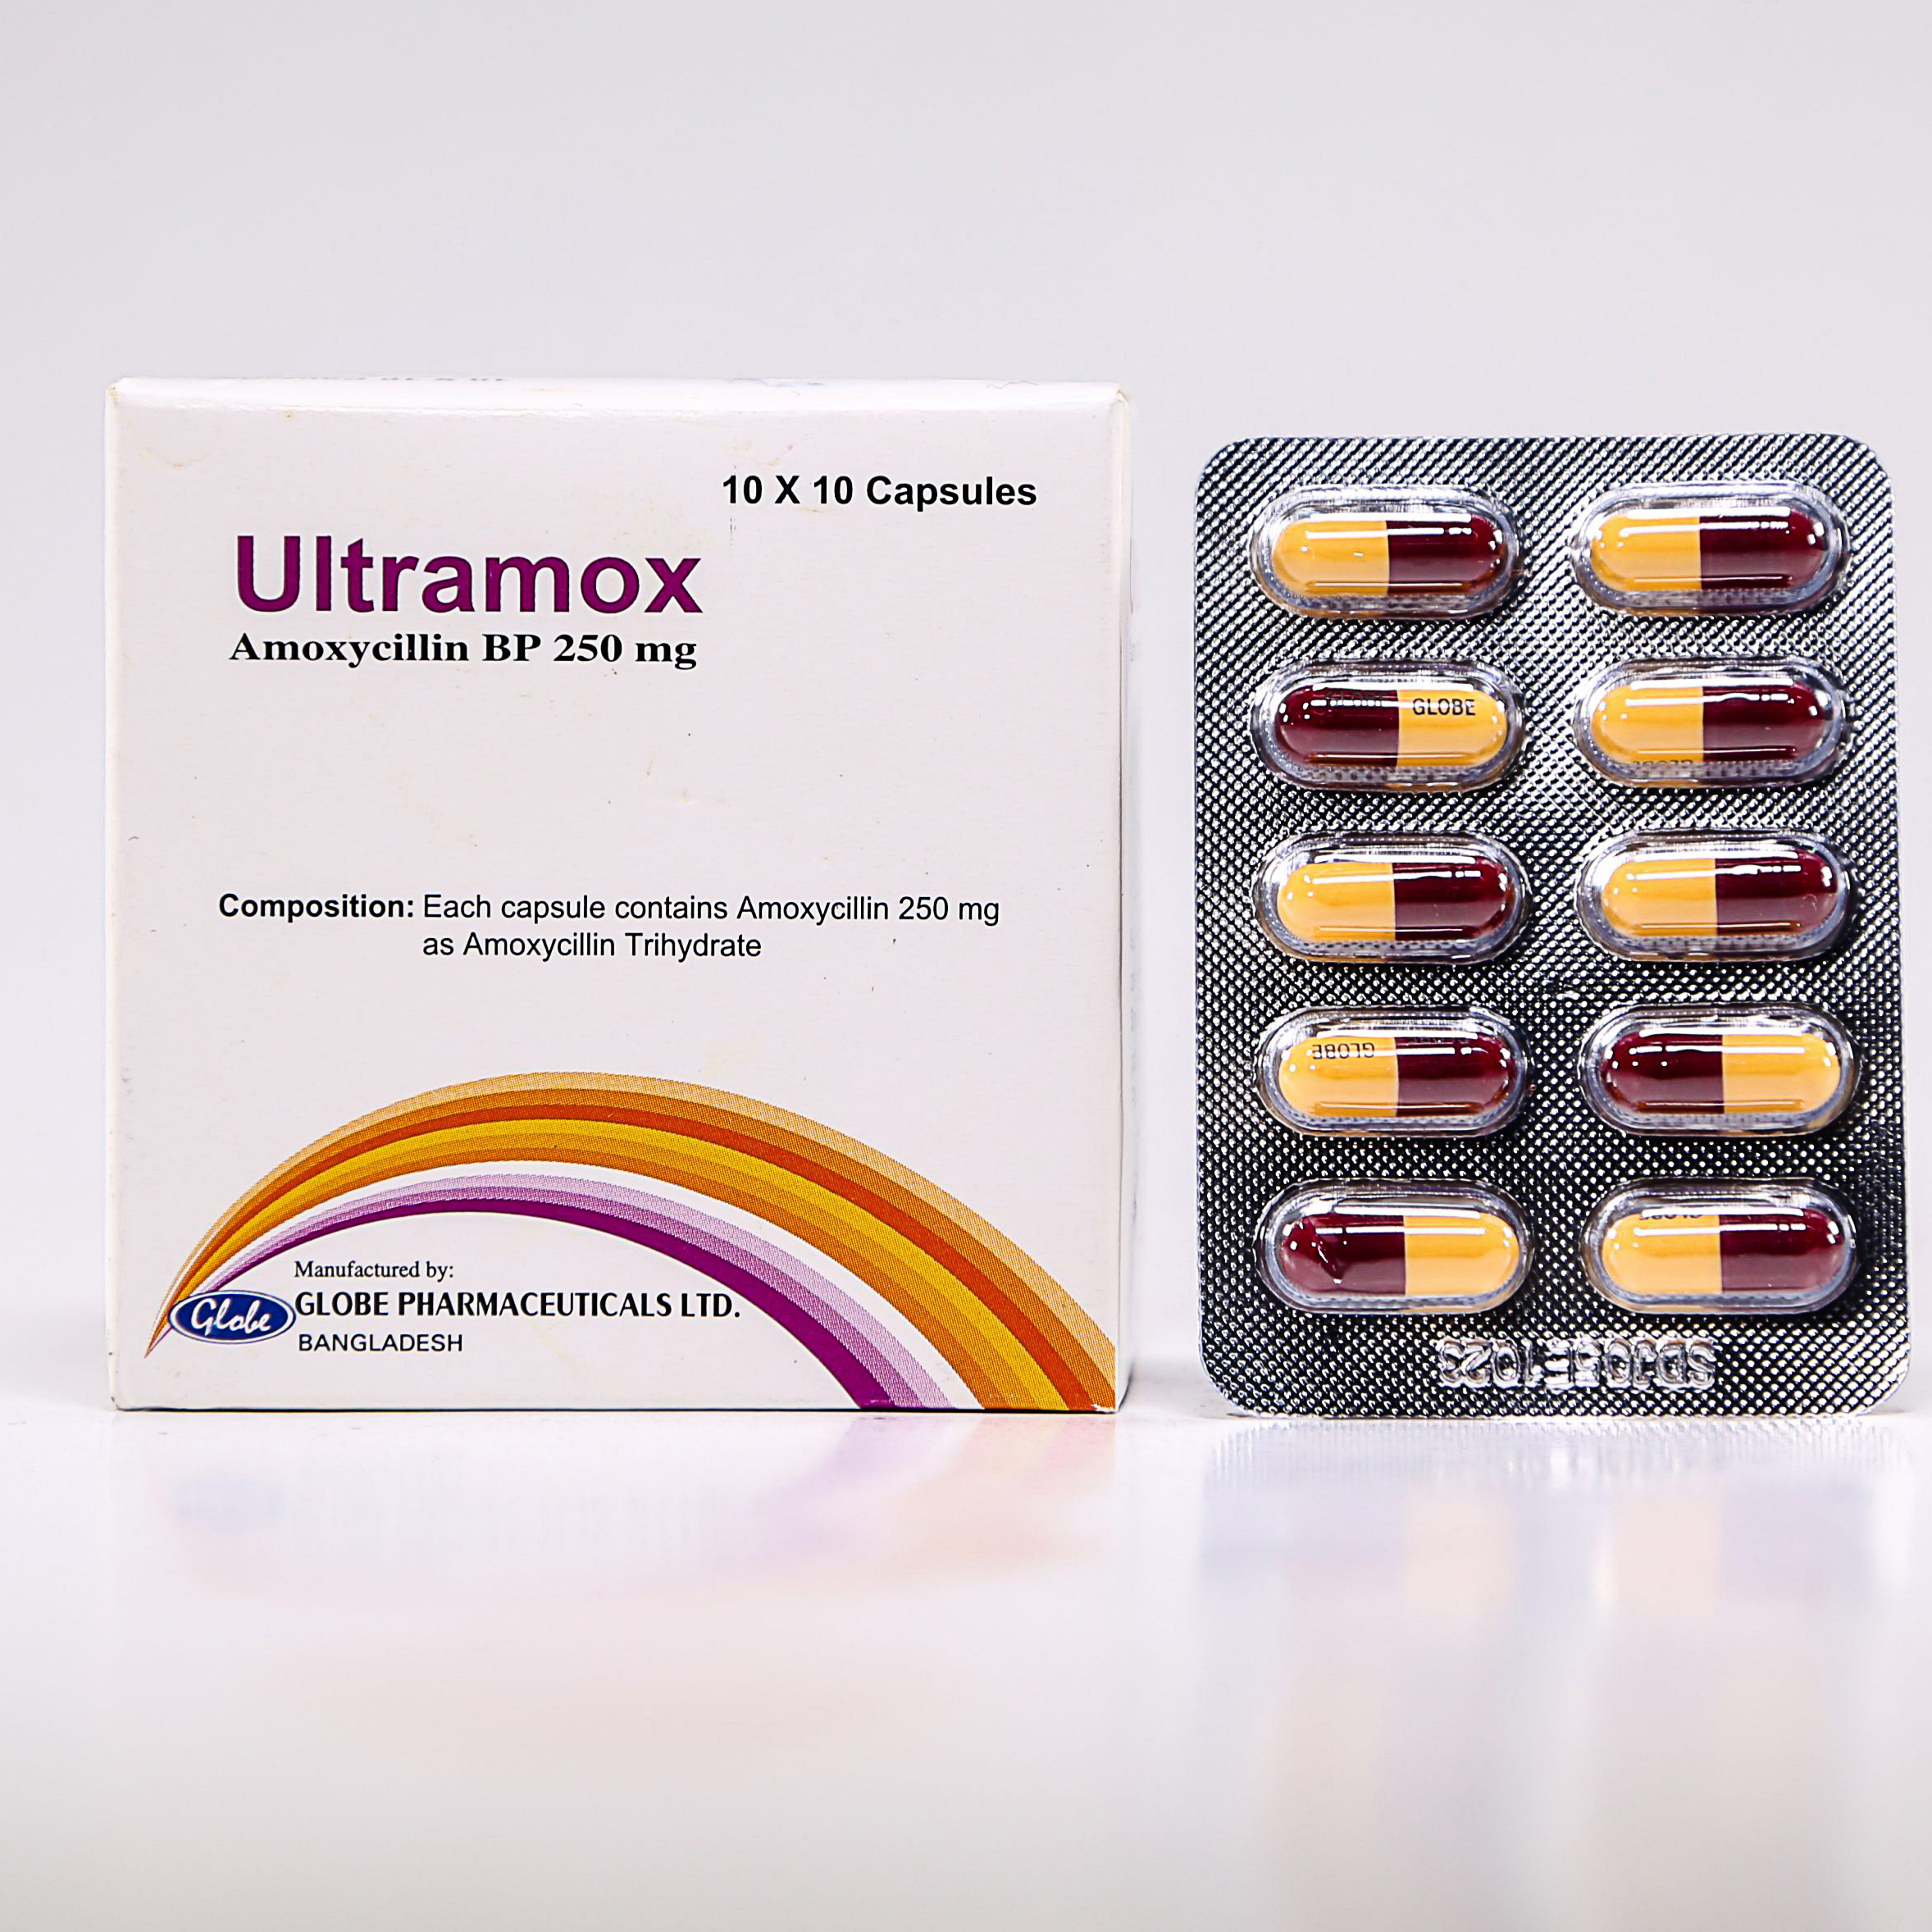 10 X 10 Capsules
Ultramox
Amoxycillin BP 250 mg
Composition: Each capsule contains Amoxycillin 250 mg
as Amoxycillin Trihydrate
Manufactured by:
Globe GLOBE PHARMACEUTICALS LTD.
BANGLADESH
GLOBE
GLOBE
GLOBE